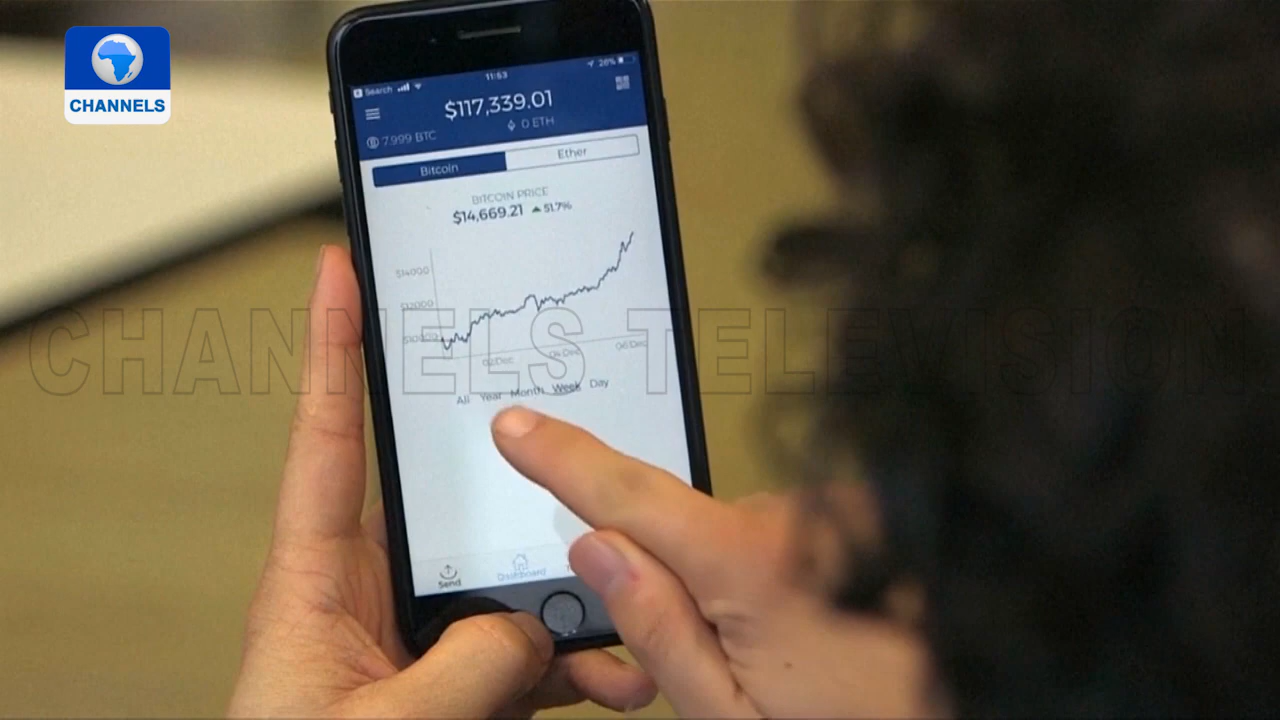 CHANNELS
Search
11:53
26%
$117,339.01
7.999 BTC
0 ETH
Bitcoin
Ether
BITCOIN PRICE
$14,669.21 ▲ 51.7%
$14000
$12000
$10000
02 Dec
04 Dec
06 Dec
CHANNELS TELEVISION
All Year Month Week Day
Send
Dashboard